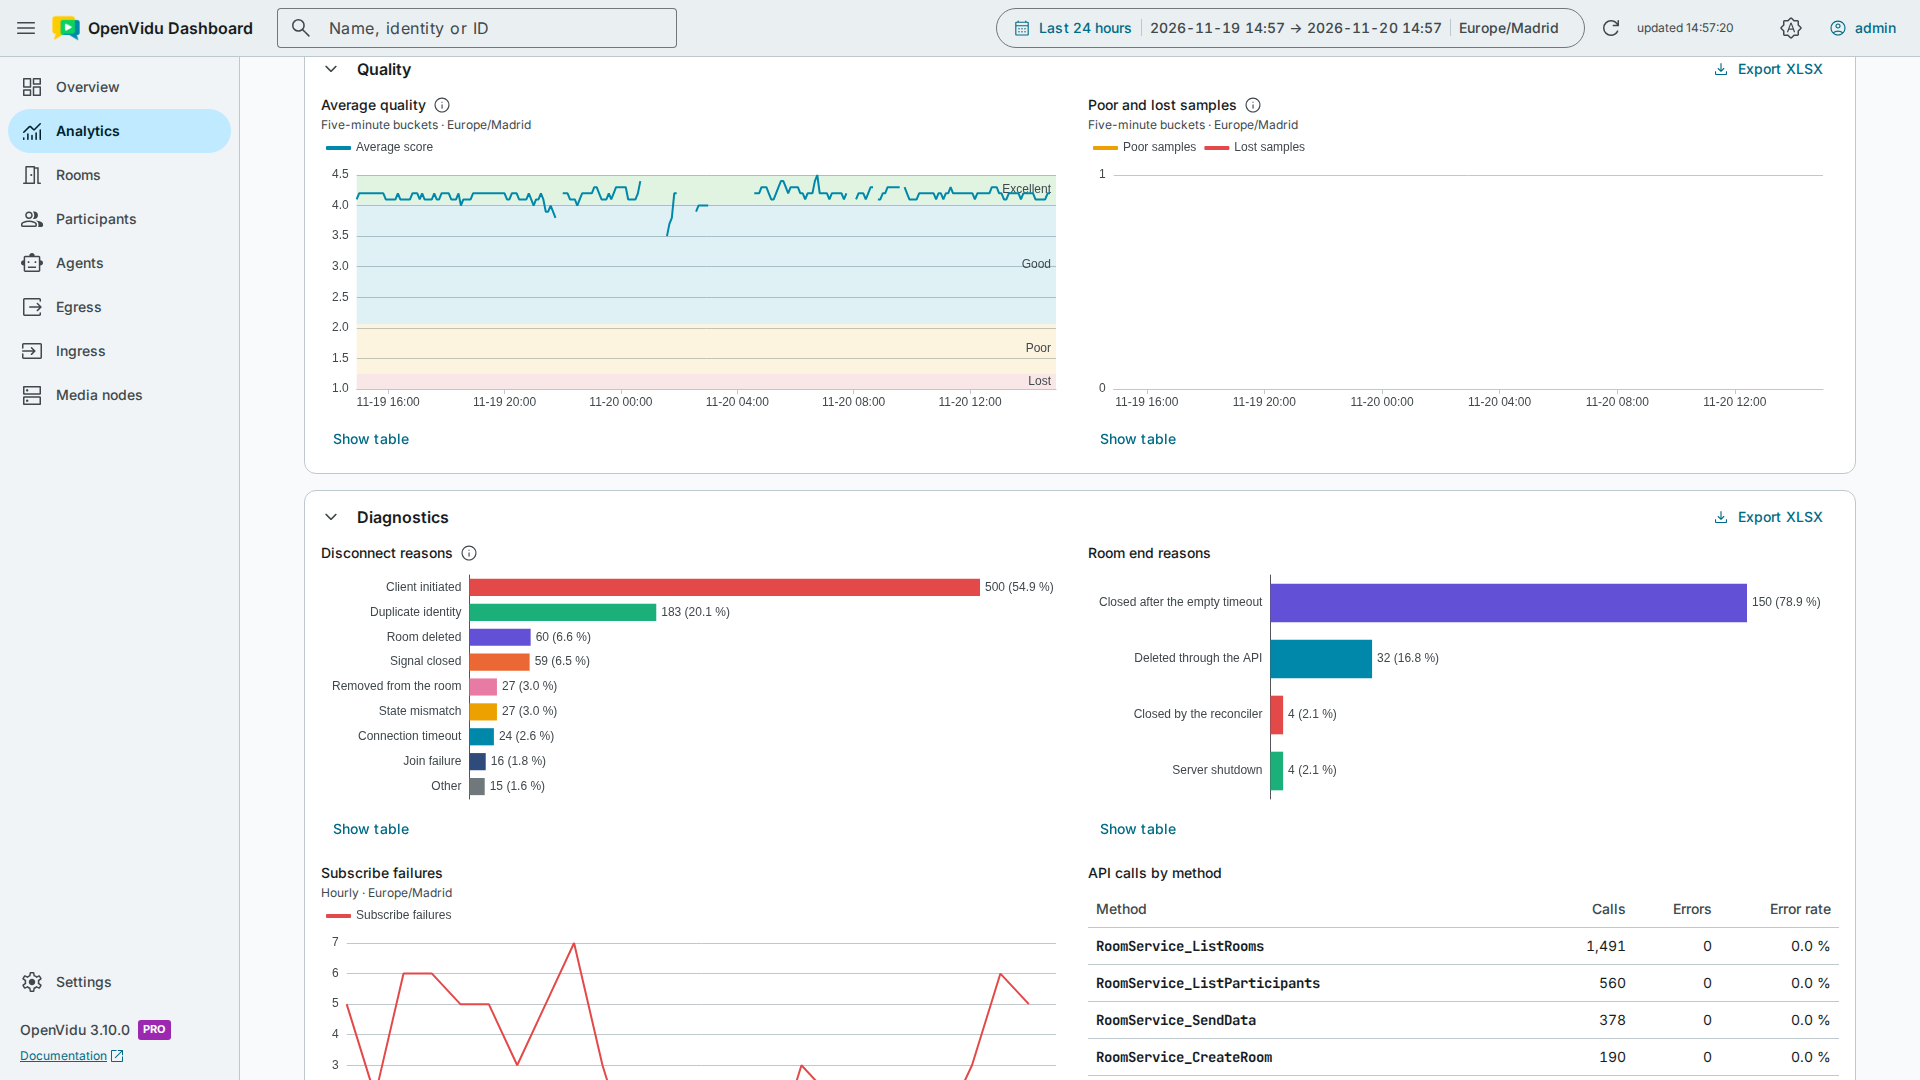 OpenVidu Dashboard
Name, identity or ID
Last 24 hours
2026-11-19 14:57 → 2026-11-20 14:57
Europe/Madrid
updated 14:57:20
A
admin
Overview
Analytics
Rooms
Participants
Agents
Egress
Ingress
Media nodes
Settings
OpenVidu 3.10.0 PRO
Documentation
Quality
Export XLSX
Average quality
Five-minute buckets · Europe/Madrid
Average score
4.5
4.0
3.5
3.0
2.5
2.0
1.5
1.0
Excellent
Good
Poor
Lost
11-19 16:00
11-19 20:00
11-20 00:00
11-20 04:00
11-20 08:00
11-20 12:00
Show table
Poor and lost samples
Five-minute buckets · Europe/Madrid
Poor samples
Lost samples
1
0
11-19 16:00
11-19 20:00
11-20 00:00
11-20 04:00
11-20 08:00
11-20 12:00
Show table
Diagnostics
Export XLSX
Disconnect reasons
Client initiated 500 (54.9 %)
Duplicate identity 183 (20.1 %)
Room deleted 60 (6.6 %)
Signal closed 59 (6.5 %)
Removed from the room 27 (3.0 %)
State mismatch 27 (3.0 %)
Connection timeout 24 (2.6 %)
Join failure 16 (1.8 %)
Other 15 (1.6 %)
Show table
Room end reasons
Closed after the empty timeout 150 (78.9 %)
Deleted through the API 32 (16.8 %)
Closed by the reconciler 4 (2.1 %)
Server shutdown 4 (2.1 %)
Show table
Subscribe failures
Hourly · Europe/Madrid
Subscribe failures
7
6
5
4
3
API calls by method
Method Calls Errors Error rate
RoomService_ListRooms 1,491 0 0.0 %
RoomService_ListParticipants 560 0 0.0 %
RoomService_SendData 378 0 0.0 %
RoomService_CreateRoom 190 0 0.0 %